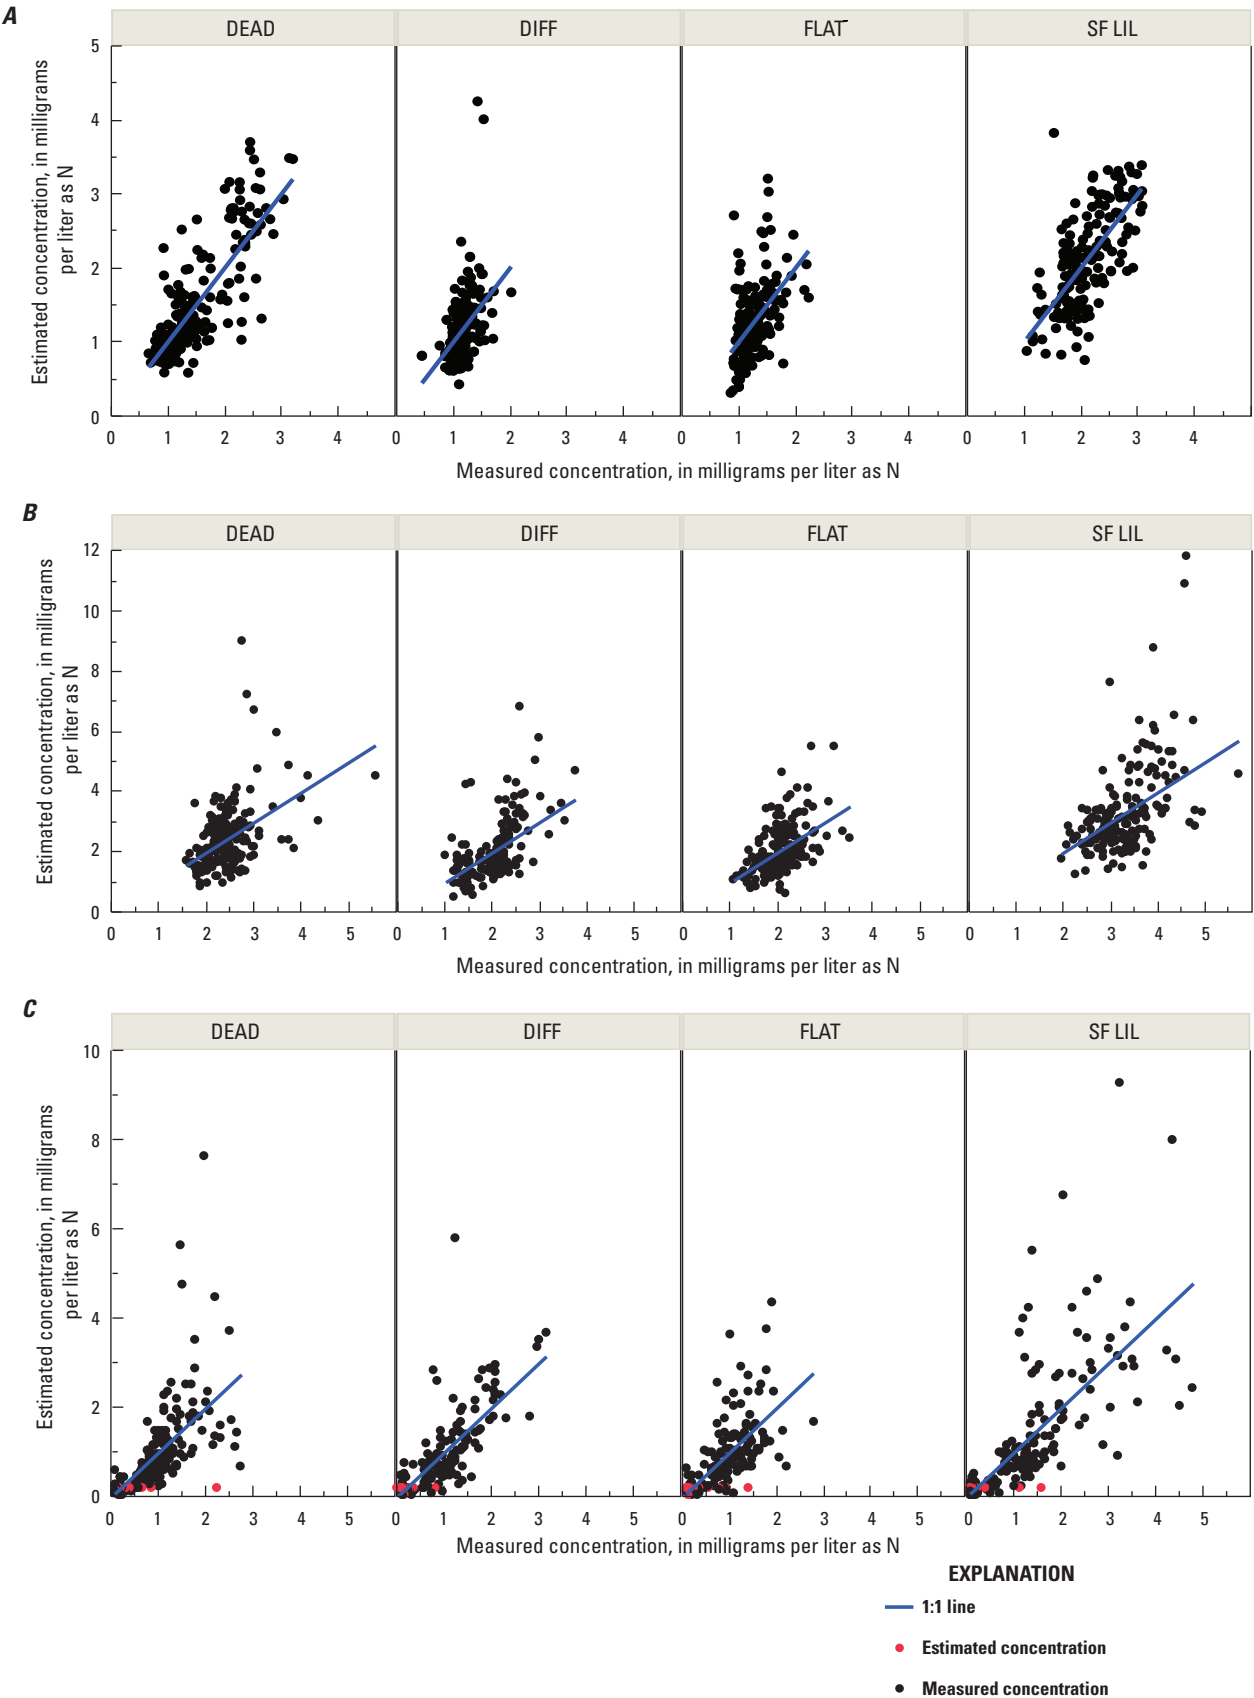 A
DEAD DIFF FLAT SF LIL
Estimated concentration, in milligrams
per liter as N
5
4
3
2
1
0
0 1 2 3 4 0 1 2 3 4 0 1 2 3 4 0 1 2 3 4
Measured concentration, in milligrams per liter as N
B
DEAD DIFF FLAT SF LIL
Estimated concentration, in milligrams
per liter as N
12
10
8
6
4
2
0
0 1 2 3 4 5 0 1 2 3 4 5 0 1 2 3 4 5 0 1 2 3 4 5
Measured concentration, in milligrams per liter as N
C
DEAD DIFF FLAT SF LIL
Estimated concentration, in milligrams
per liter as N
10
8
6
4
2
0
0 1 2 3 4 5 0 1 2 3 4 5 0 1 2 3 4 5 0 1 2 3 4 5
Measured concentration, in milligrams per liter as N
EXPLANATION
1:1 line
Estimated concentration
Measured concentration